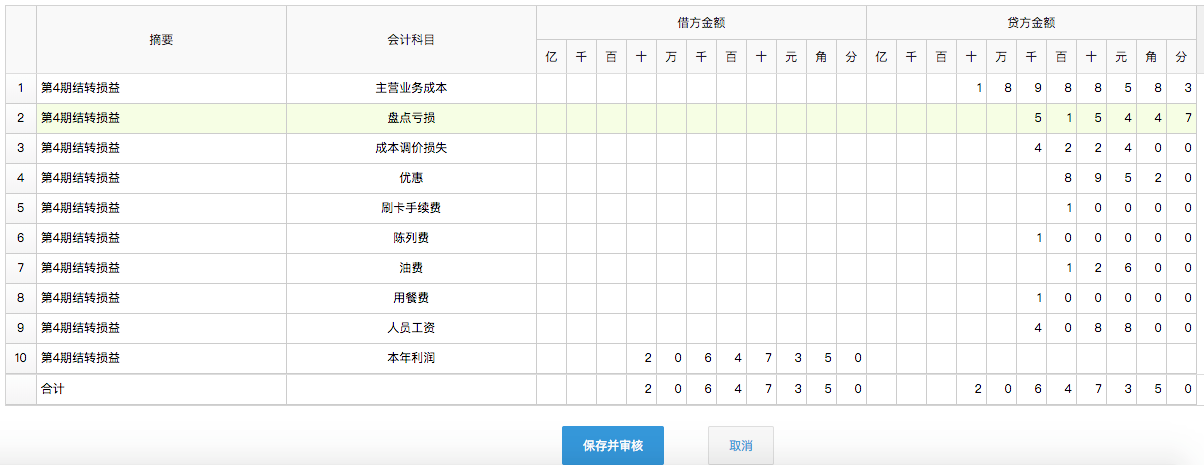 借方金额 贷方金额
摘要 会计科目
亿 千 百 十 万 千 百 十 元 角 分 亿 千 百 十 万 千 百 十 元 角 分
1 第4期结转损益 主营业务成本 1 8 9 8 8 5 8 3
2 第4期结转损益 盘点亏损 5 1 5 4 4 7
3 第4期结转损益 成本调价损失 4 2 2 4 0 0
4 第4期结转损益 优惠 8 9 5 2 0
5 第4期结转损益 刷卡手续费 1 0 0 0 0
6 第4期结转损益 陈列费 1 0 0 0 0 0
7 第4期结转损益 油费 1 2 6 0 0
8 第4期结转损益 用餐费 1 0 0 0 0 0
9 第4期结转损益 人员工资 4 0 8 8 0 0
10 第4期结转损益 本年利润 2 0 6 4 7 3 5 0
合计 2 0 6 4 7 3 5 0 2 0 6 4 7 3 5 0
保存并审核 取消